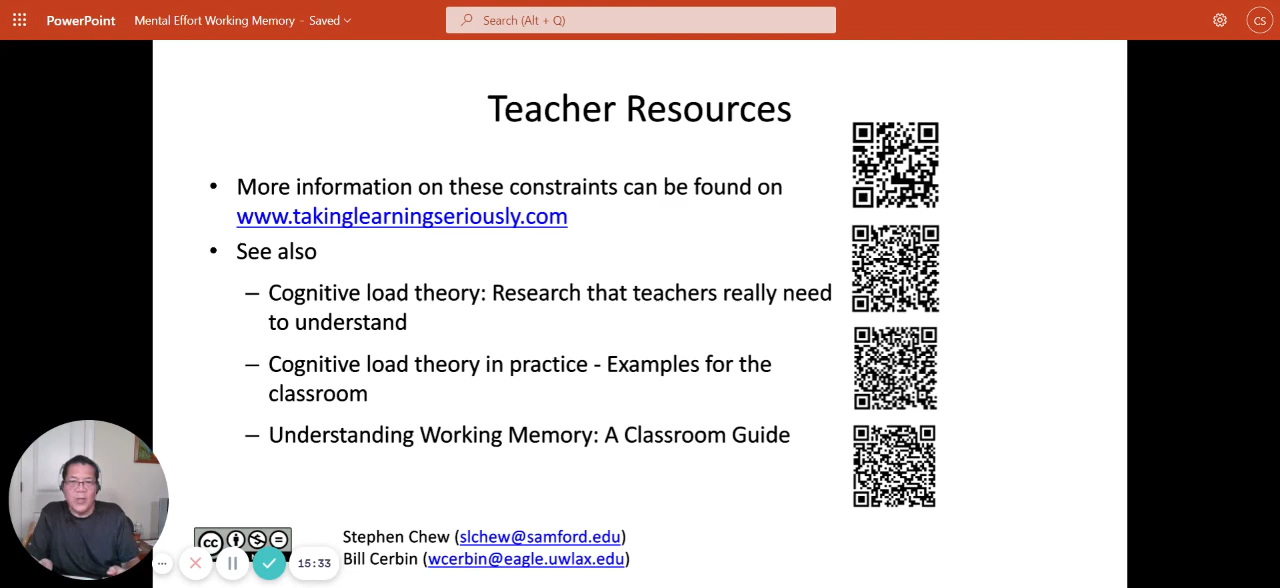 PowerPoint Mental Effort Working Memory - Saved Search (Alt + Q) CS
Teacher Resources
• More information on these constraints can be found on
www.takinglearningseriously.com
• See also
– Cognitive load theory: Research that teachers really need
to understand
– Cognitive load theory in practice - Examples for the
classroom
– Understanding Working Memory: A Classroom Guide
cc
Stephen Chew (slchew@samford.edu)
Bill Cerbin (wcerbin@eagle.uwlax.edu)
15:33